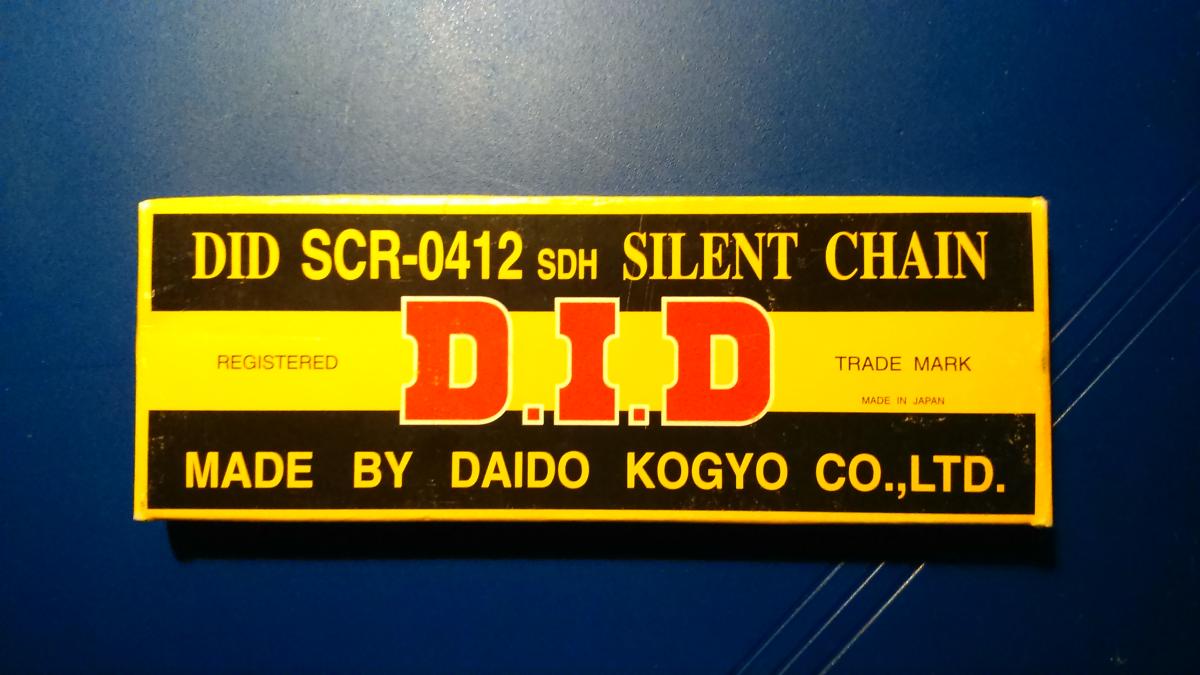 DID SCR-0412 SDH SILENT CHAIN
REGISTERED D.I.D TRADE MARK
MADE IN JAPAN
MADE BY DAIDO KOGYO CO.,LTD.